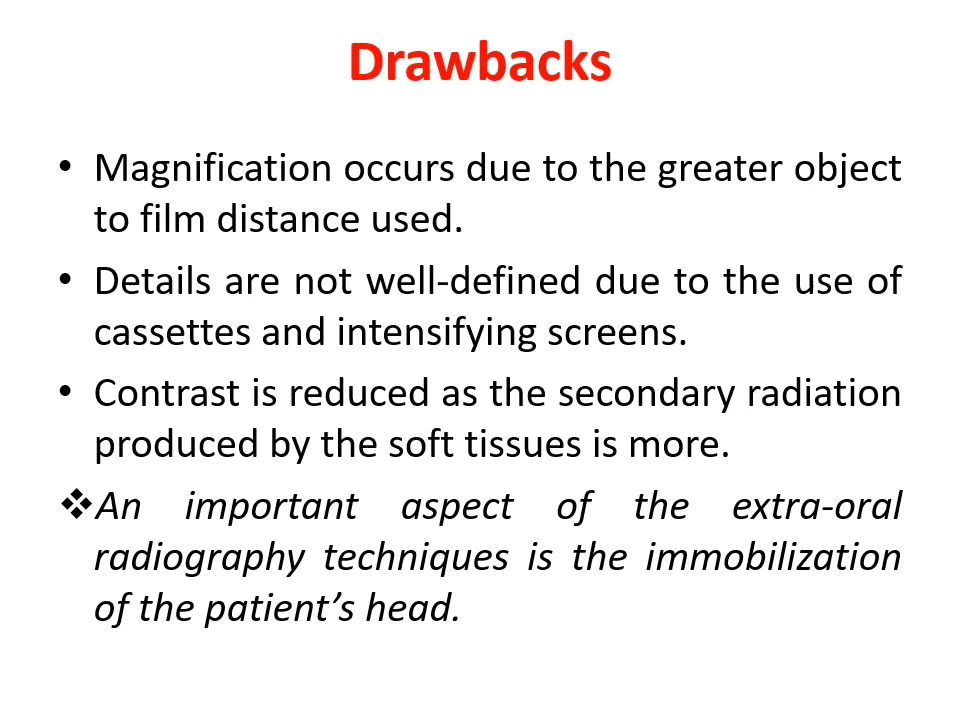 Drawbacks
• Magnification occurs due to the greater object
to film distance used.
• Details are not well-defined due to the use of
cassettes and intensifying screens.
• Contrast is reduced as the secondary radiation
produced by the soft tissues is more.
❖An important aspect of the extra-oral
radiography techniques is the immobilization
of the patient’s head.